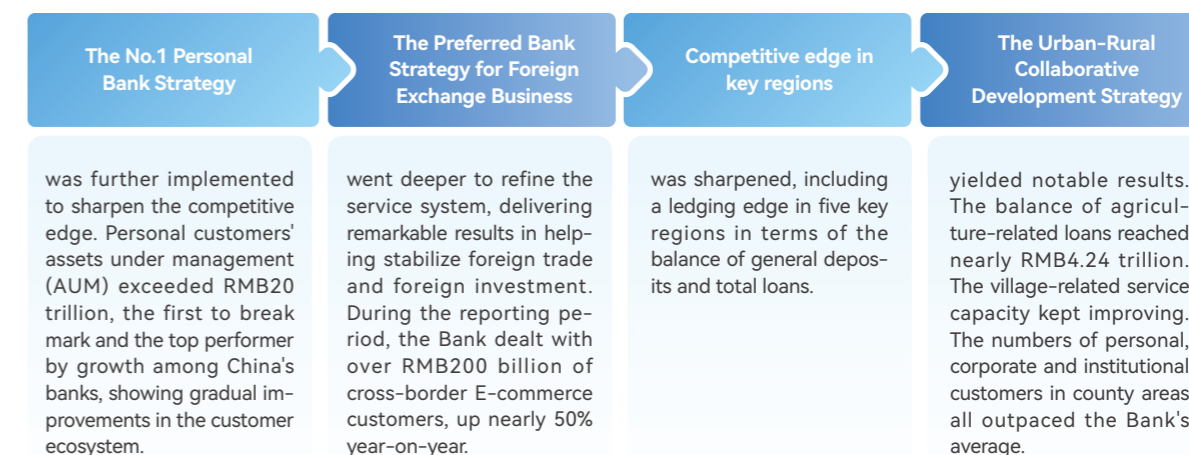 The No.1 Personal
Bank Strategy
was further implemented
to sharpen the competitive
edge. Personal customers'
assets under management
(AUM) exceeded RMB20
trillion, the first to break
mark and the top performer
by growth among China's
banks, showing gradual im-
provements in the customer
ecosystem.
The Preferred Bank
Strategy for Foreign
Exchange Business
went deeper to refine the
service system, delivering
remarkable results in help-
ing stabilize foreign trade
and foreign investment.
During the reporting pe-
riod, the Bank dealt with
over RMB200 billion of
cross-border E-commerce
customers, up nearly 50%
year-on-year.
Competitive edge in
key regions
was sharpened, including
a ledging edge in five key
regions in terms of the
balance of general depos-
its and total loans.
The Urban-Rural
Collaborative
Development Strategy
yielded notable results.
The balance of agricul-
ture-related loans reached
nearly RMB4.24 trillion.
The village-related service
capacity kept improving.
The numbers of personal,
corporate and institutional
customers in county areas
all outpaced the Bank's
average.